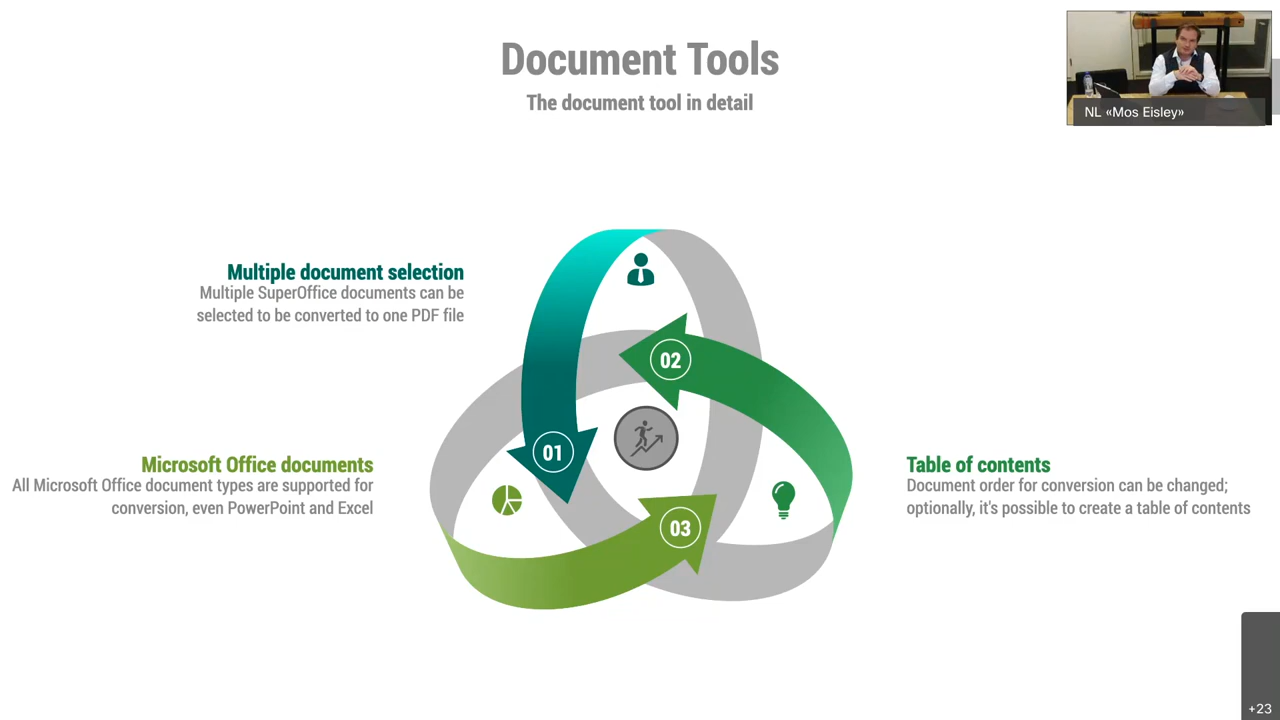 Document Tools
The document tool in detail
NL «Mos Eisley»
Multiple document selection
Multiple SuperOffice documents can be
selected to be converted to one PDF file
02
01
Microsoft Office documents
All Microsoft Office document types are supported for
conversion, even PowerPoint and Excel
Table of contents
Document order for conversion can be changed;
optionally, it's possible to create a table of contents
03
+23